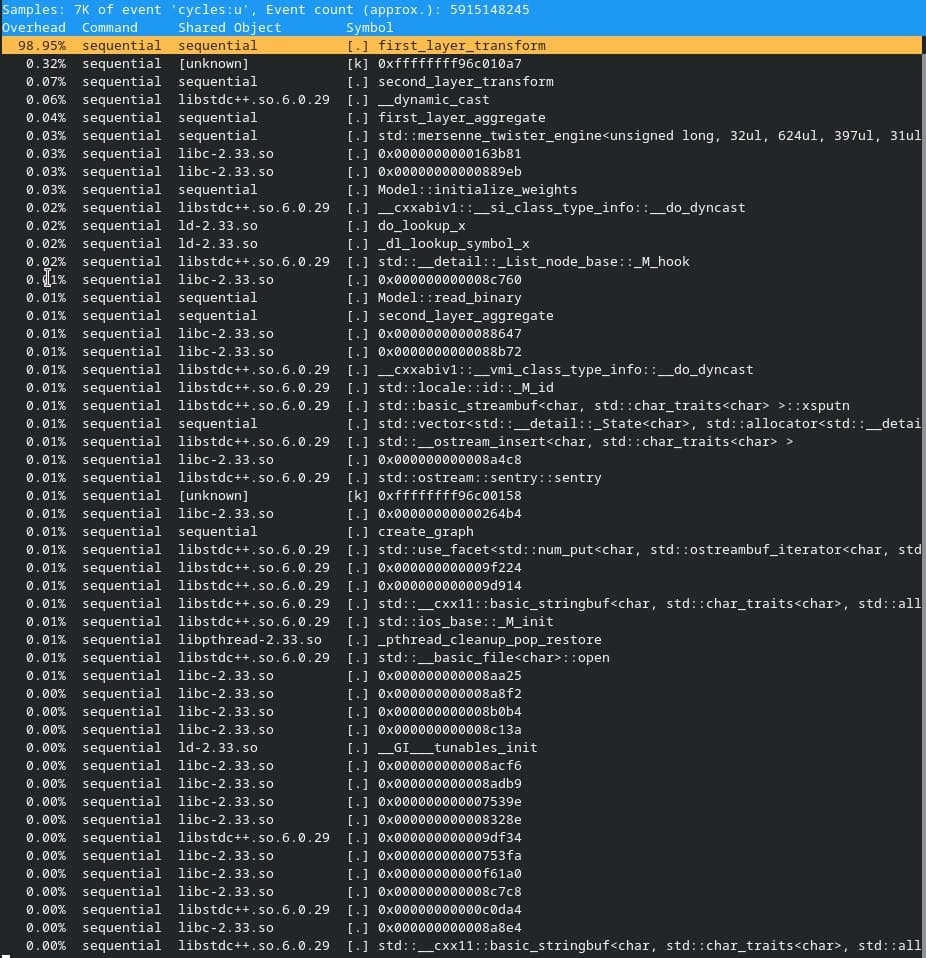 Samples: 7K of event 'cycles:u', Event count (approx.): 5915148245
Overhead  Command     Shared Object        Symbol
  98.95%  sequential  sequential           [.] first_layer_transform
   0.32%  sequential  [unknown]            [k] 0xffffffff96c010a7
   0.07%  sequential  sequential           [.] second_layer_transform
   0.06%  sequential  libstdc++.so.6.0.29  [.] __dynamic_cast
   0.04%  sequential  sequential           [.] first_layer_aggregate
   0.03%  sequential  sequential           [.] std::mersenne_twister_engine<unsigned long, 32ul, 624ul, 397ul, 31ul
   0.03%  sequential  libc-2.33.so         [.] 0x0000000000163b81
   0.03%  sequential  libc-2.33.so         [.] 0x00000000000889eb
   0.03%  sequential  sequential           [.] Model::initialize_weights
   0.02%  sequential  libstdc++.so.6.0.29  [.] __cxxabiv1::__si_class_type_info::__do_dyncast
   0.02%  sequential  ld-2.33.so           [.] do_lookup_x
   0.02%  sequential  ld-2.33.so           [.] _dl_lookup_symbol_x
   0.02%  sequential  libstdc++.so.6.0.29  [.] std::__detail::_List_node_base::_M_hook
   0.01%  sequential  libc-2.33.so         [.] 0x000000000008c760
   0.01%  sequential  sequential           [.] Model::read_binary
   0.01%  sequential  sequential           [.] second_layer_aggregate
   0.01%  sequential  libc-2.33.so         [.] 0x0000000000088647
   0.01%  sequential  libc-2.33.so         [.] 0x0000000000088b72
   0.01%  sequential  libstdc++.so.6.0.29  [.] __cxxabiv1::__vmi_class_type_info::__do_dyncast
   0.01%  sequential  libstdc++.so.6.0.29  [.] std::locale::id::_M_id
   0.01%  sequential  libstdc++.so.6.0.29  [.] std::basic_streambuf<char, std::char_traits<char> >::xsputn
   0.01%  sequential  sequential           [.] std::vector<std::__detail::_State<char>, std::allocator<std::__detai
   0.01%  sequential  libstdc++.so.6.0.29  [.] std::__ostream_insert<char, std::char_traits<char> >
   0.01%  sequential  libc-2.33.so         [.] 0x000000000008a4c8
   0.01%  sequential  libstdc++.so.6.0.29  [.] std::ostream::sentry::sentry
   0.01%  sequential  [unknown]            [k] 0xffffffff96c00158
   0.01%  sequential  libc-2.33.so         [.] 0x00000000000264b4
   0.01%  sequential  sequential           [.] create_graph
   0.01%  sequential  libstdc++.so.6.0.29  [.] std::use_facet<std::num_put<char, std::ostreambuf_iterator<char, std
   0.01%  sequential  libstdc++.so.6.0.29  [.] 0x000000000009f224
   0.01%  sequential  libstdc++.so.6.0.29  [.] 0x000000000009d914
   0.01%  sequential  libstdc++.so.6.0.29  [.] std::__cxx11::basic_stringbuf<char, std::char_traits<char>, std::all
   0.01%  sequential  libstdc++.so.6.0.29  [.] std::ios_base::_M_init
   0.01%  sequential  libpthread-2.33.so   [.] _pthread_cleanup_pop_restore
   0.01%  sequential  libstdc++.so.6.0.29  [.] std::__basic_file<char>::open
   0.01%  sequential  libc-2.33.so         [.] 0x000000000008aa25
   0.00%  sequential  libc-2.33.so         [.] 0x000000000008a8f2
   0.00%  sequential  libc-2.33.so         [.] 0x000000000008b0b4
   0.00%  sequential  libc-2.33.so         [.] 0x000000000008c13a
   0.00%  sequential  ld-2.33.so           [.] __GI___tunables_init
   0.00%  sequential  libc-2.33.so         [.] 0x000000000008acf6
   0.00%  sequential  libc-2.33.so         [.] 0x000000000008adb9
   0.00%  sequential  libc-2.33.so         [.] 0x000000000007539e
   0.00%  sequential  libc-2.33.so         [.] 0x000000000008328e
   0.00%  sequential  libstdc++.so.6.0.29  [.] 0x000000000009df34
   0.00%  sequential  libc-2.33.so         [.] 0x00000000000753fa
   0.00%  sequential  libc-2.33.so         [.] 0x00000000000f61a0
   0.00%  sequential  libc-2.33.so         [.] 0x000000000008c7c8
   0.00%  sequential  libstdc++.so.6.0.29  [.] 0x00000000000c0da4
   0.00%  sequential  libc-2.33.so         [.] 0x000000000008a8e4
   0.00%  sequential  libstdc++.so.6.0.29  [.] std::__cxx11::basic_stringbuf<char, std::char_traits<char>, std::all